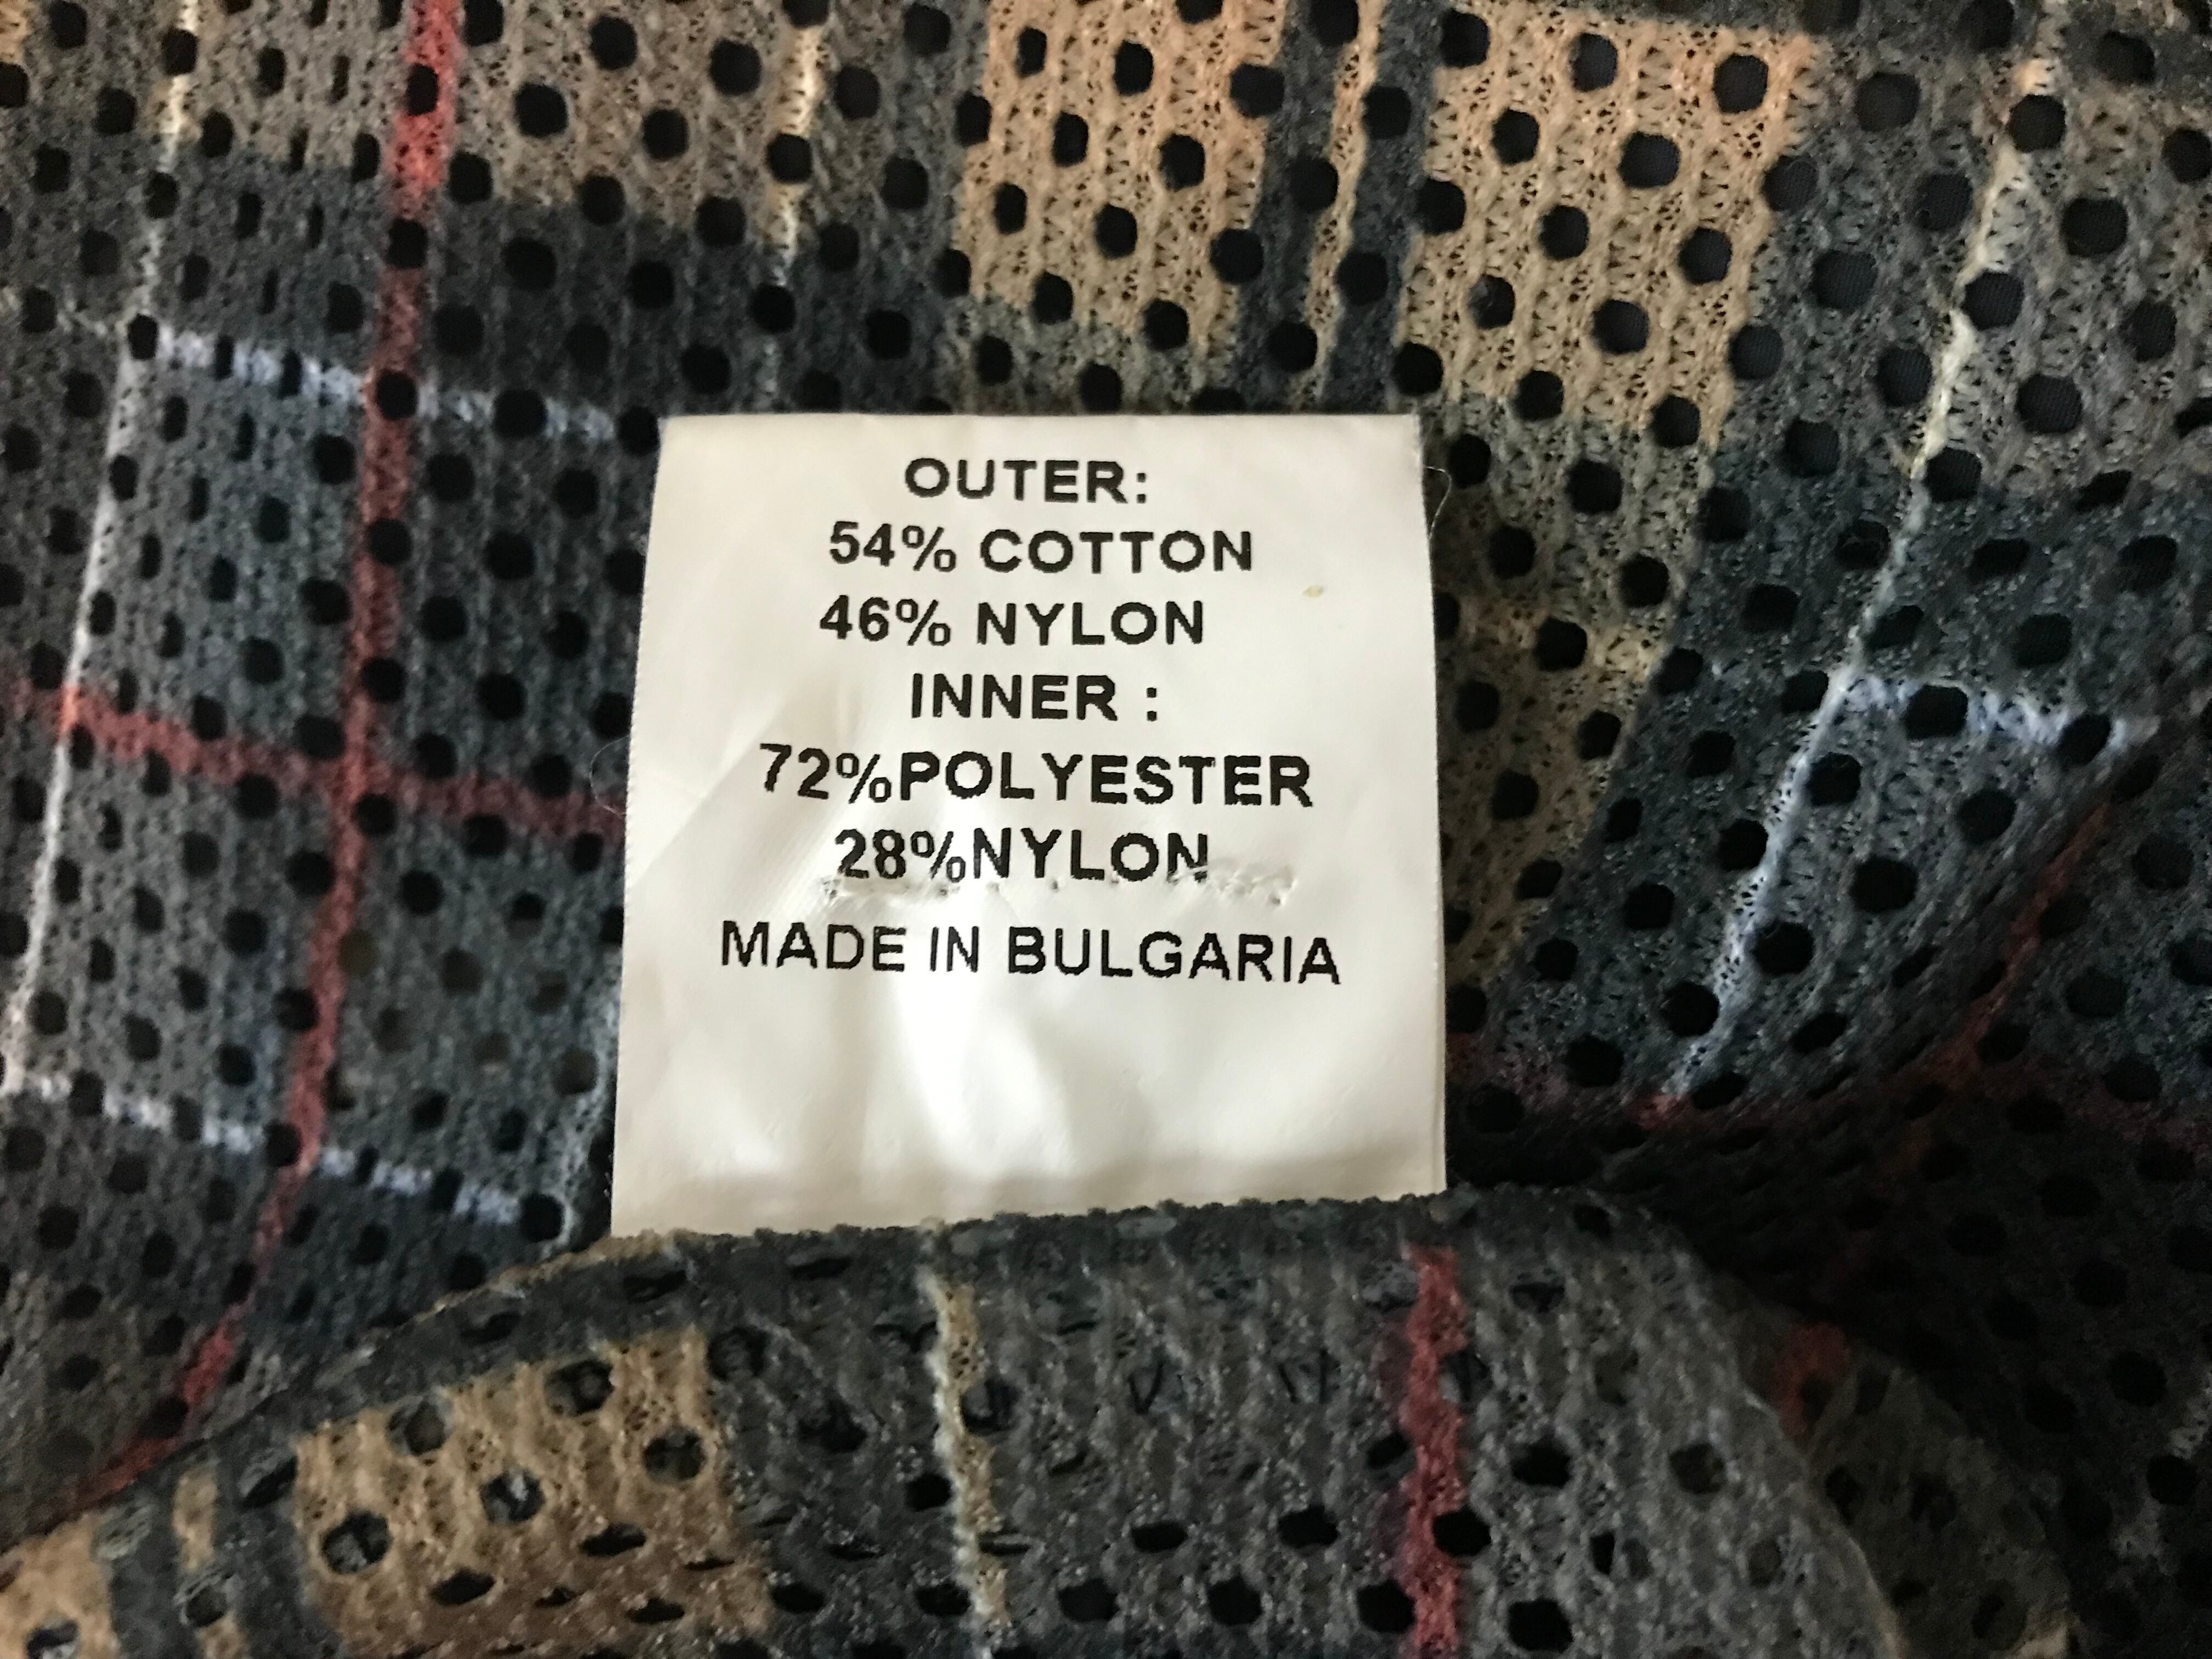 OUTER:
54% COTTON
46% NYLON
INNER :
72%POLYESTER
28%NYLON
MADE IN BULGARIA